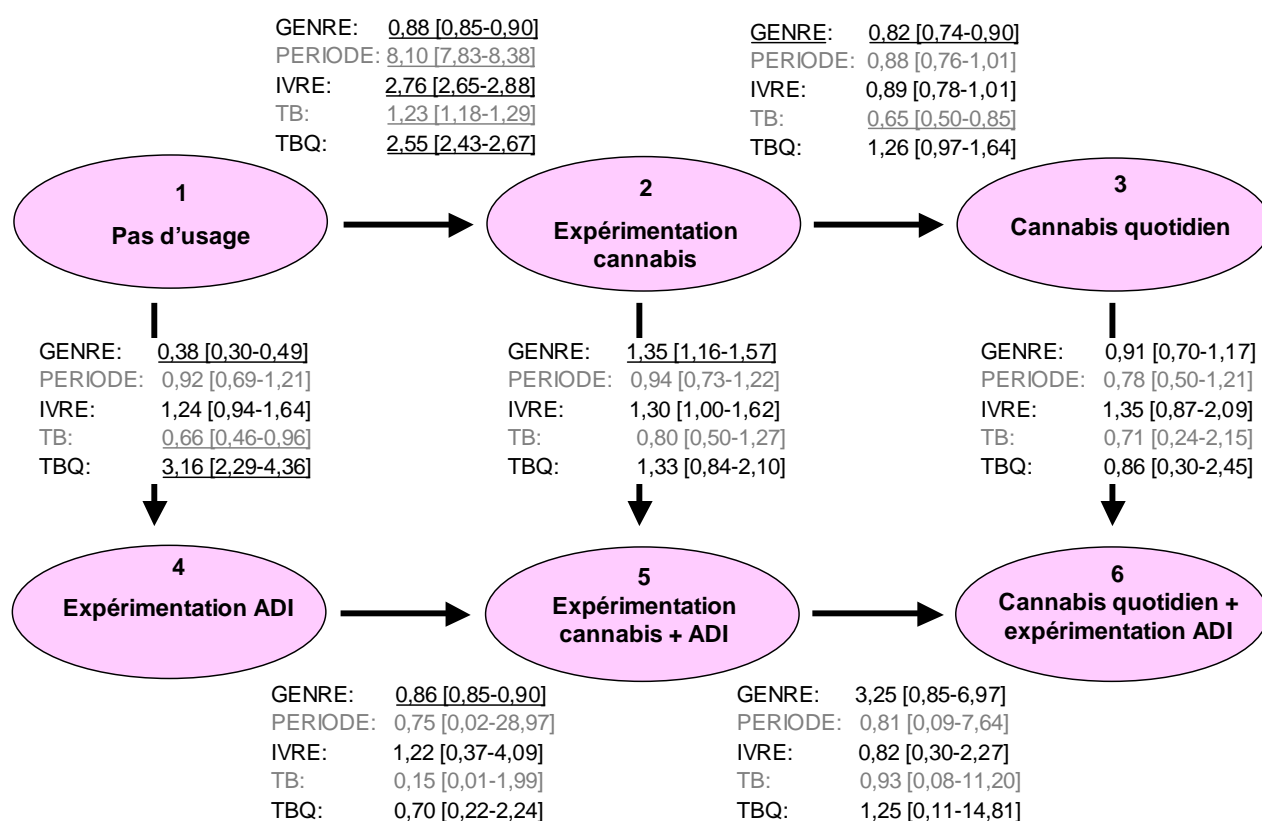 GENRE: 0,88 [0,85-0,90]
PERIODE: 8,10 [7,83-8,38]
IVRE: 2,76 [2,65-2,88]
TB: 1,23 [1,18-1,29]
TBQ: 2,55 [2,43-2,67]
GENRE: 0,82 [0,74-0,90]
PERIODE: 0,88 [0,76-1,01]
IVRE: 0,89 [0,78-1,01]
TB: 0,65 [0,50-0,85]
TBQ: 1,26 [0,97-1,64]
1
Pas d'usage
2
Expérimentation
cannabis
3
Cannabis quotidien
GENRE: 0,38 [0,30-0,49]
PERIODE: 0,92 [0,69-1,21]
IVRE: 1,24 [0,94-1,64]
TB: 0,66 [0,46-0,96]
TBQ: 3,16 [2,29-4,36]
GENRE: 1,35 [1,16-1,57]
PERIODE: 0,94 [0,73-1,22]
IVRE: 1,30 [1,00-1,62]
TB: 0,80 [0,50-1,27]
TBQ: 1,33 [0,84-2,10]
GENRE: 0,91 [0,70-1,17]
PERIODE: 0,78 [0,50-1,21]
IVRE: 1,35 [0,87-2,09]
TB: 0,71 [0,24-2,15]
TBQ: 0,86 [0,30-2,45]
4
Expérimentation ADI
5
Expérimentation
cannabis + ADI
6
Cannabis quotidien +
expérimentation ADI
GENRE: 0,86 [0,85-0,90]
PERIODE: 0,75 [0,02-28,97]
IVRE: 1,22 [0,37-4,09]
TB: 0,15 [0,01-1,99]
TBQ: 0,70 [0,22-2,24]
GENRE: 3,25 [0,85-6,97]
PERIODE: 0,81 [0,09-7,64]
IVRE: 0,82 [0,30-2,27]
TB: 0,93 [0,08-11,20]
TBQ: 1,25 [0,11-14,81]